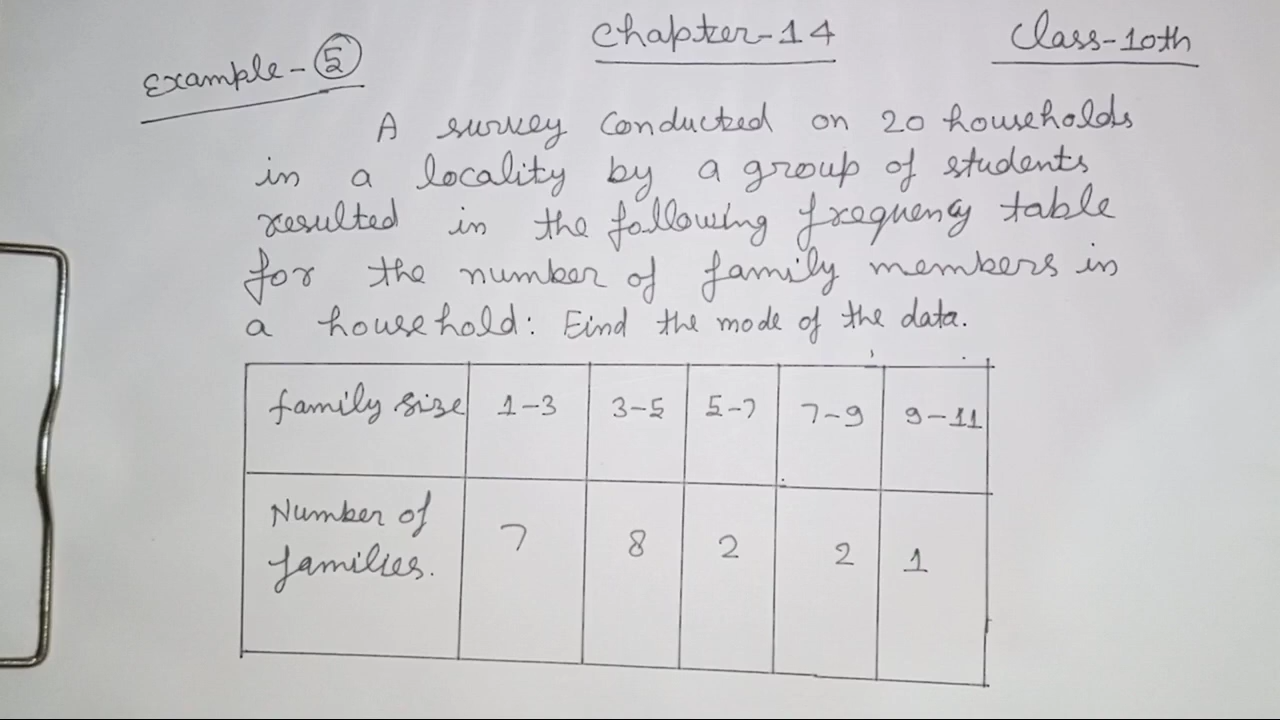 Example-⑤ Chapter-14 Class-10th
A survey conducted on 20 households
in a locality by a group of students
resulted in the following frequency table
for the number of family members in
a household: Find the mode of the data.
family size 1-3 3-5 5-7 7-9 9-11
Number of
families. 7 8 2 2 1